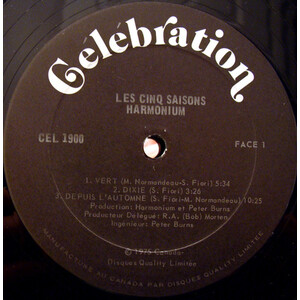 Célébration
LES CINQ SAISONS
HARMONIUM
CEL 1900
FACE 1
1. VERT (M. Normandeau-S. Fiori) 5:34
2. DIXIE (S. Fiori) 3:26
3. DEPUIS L'AUTOMNE (S. Fiori-M. Normandeau) 10:25
Production: Harmonium et Peter Burns
Producteur Délégué: R.A. (Bob) Morten
Ingénieur: Peter Burns
© 1975 Canada
Disques Quality Limitée
MANUFACTURÉ AU CANADA PAR DISQUES QUALITY LIMITÉE